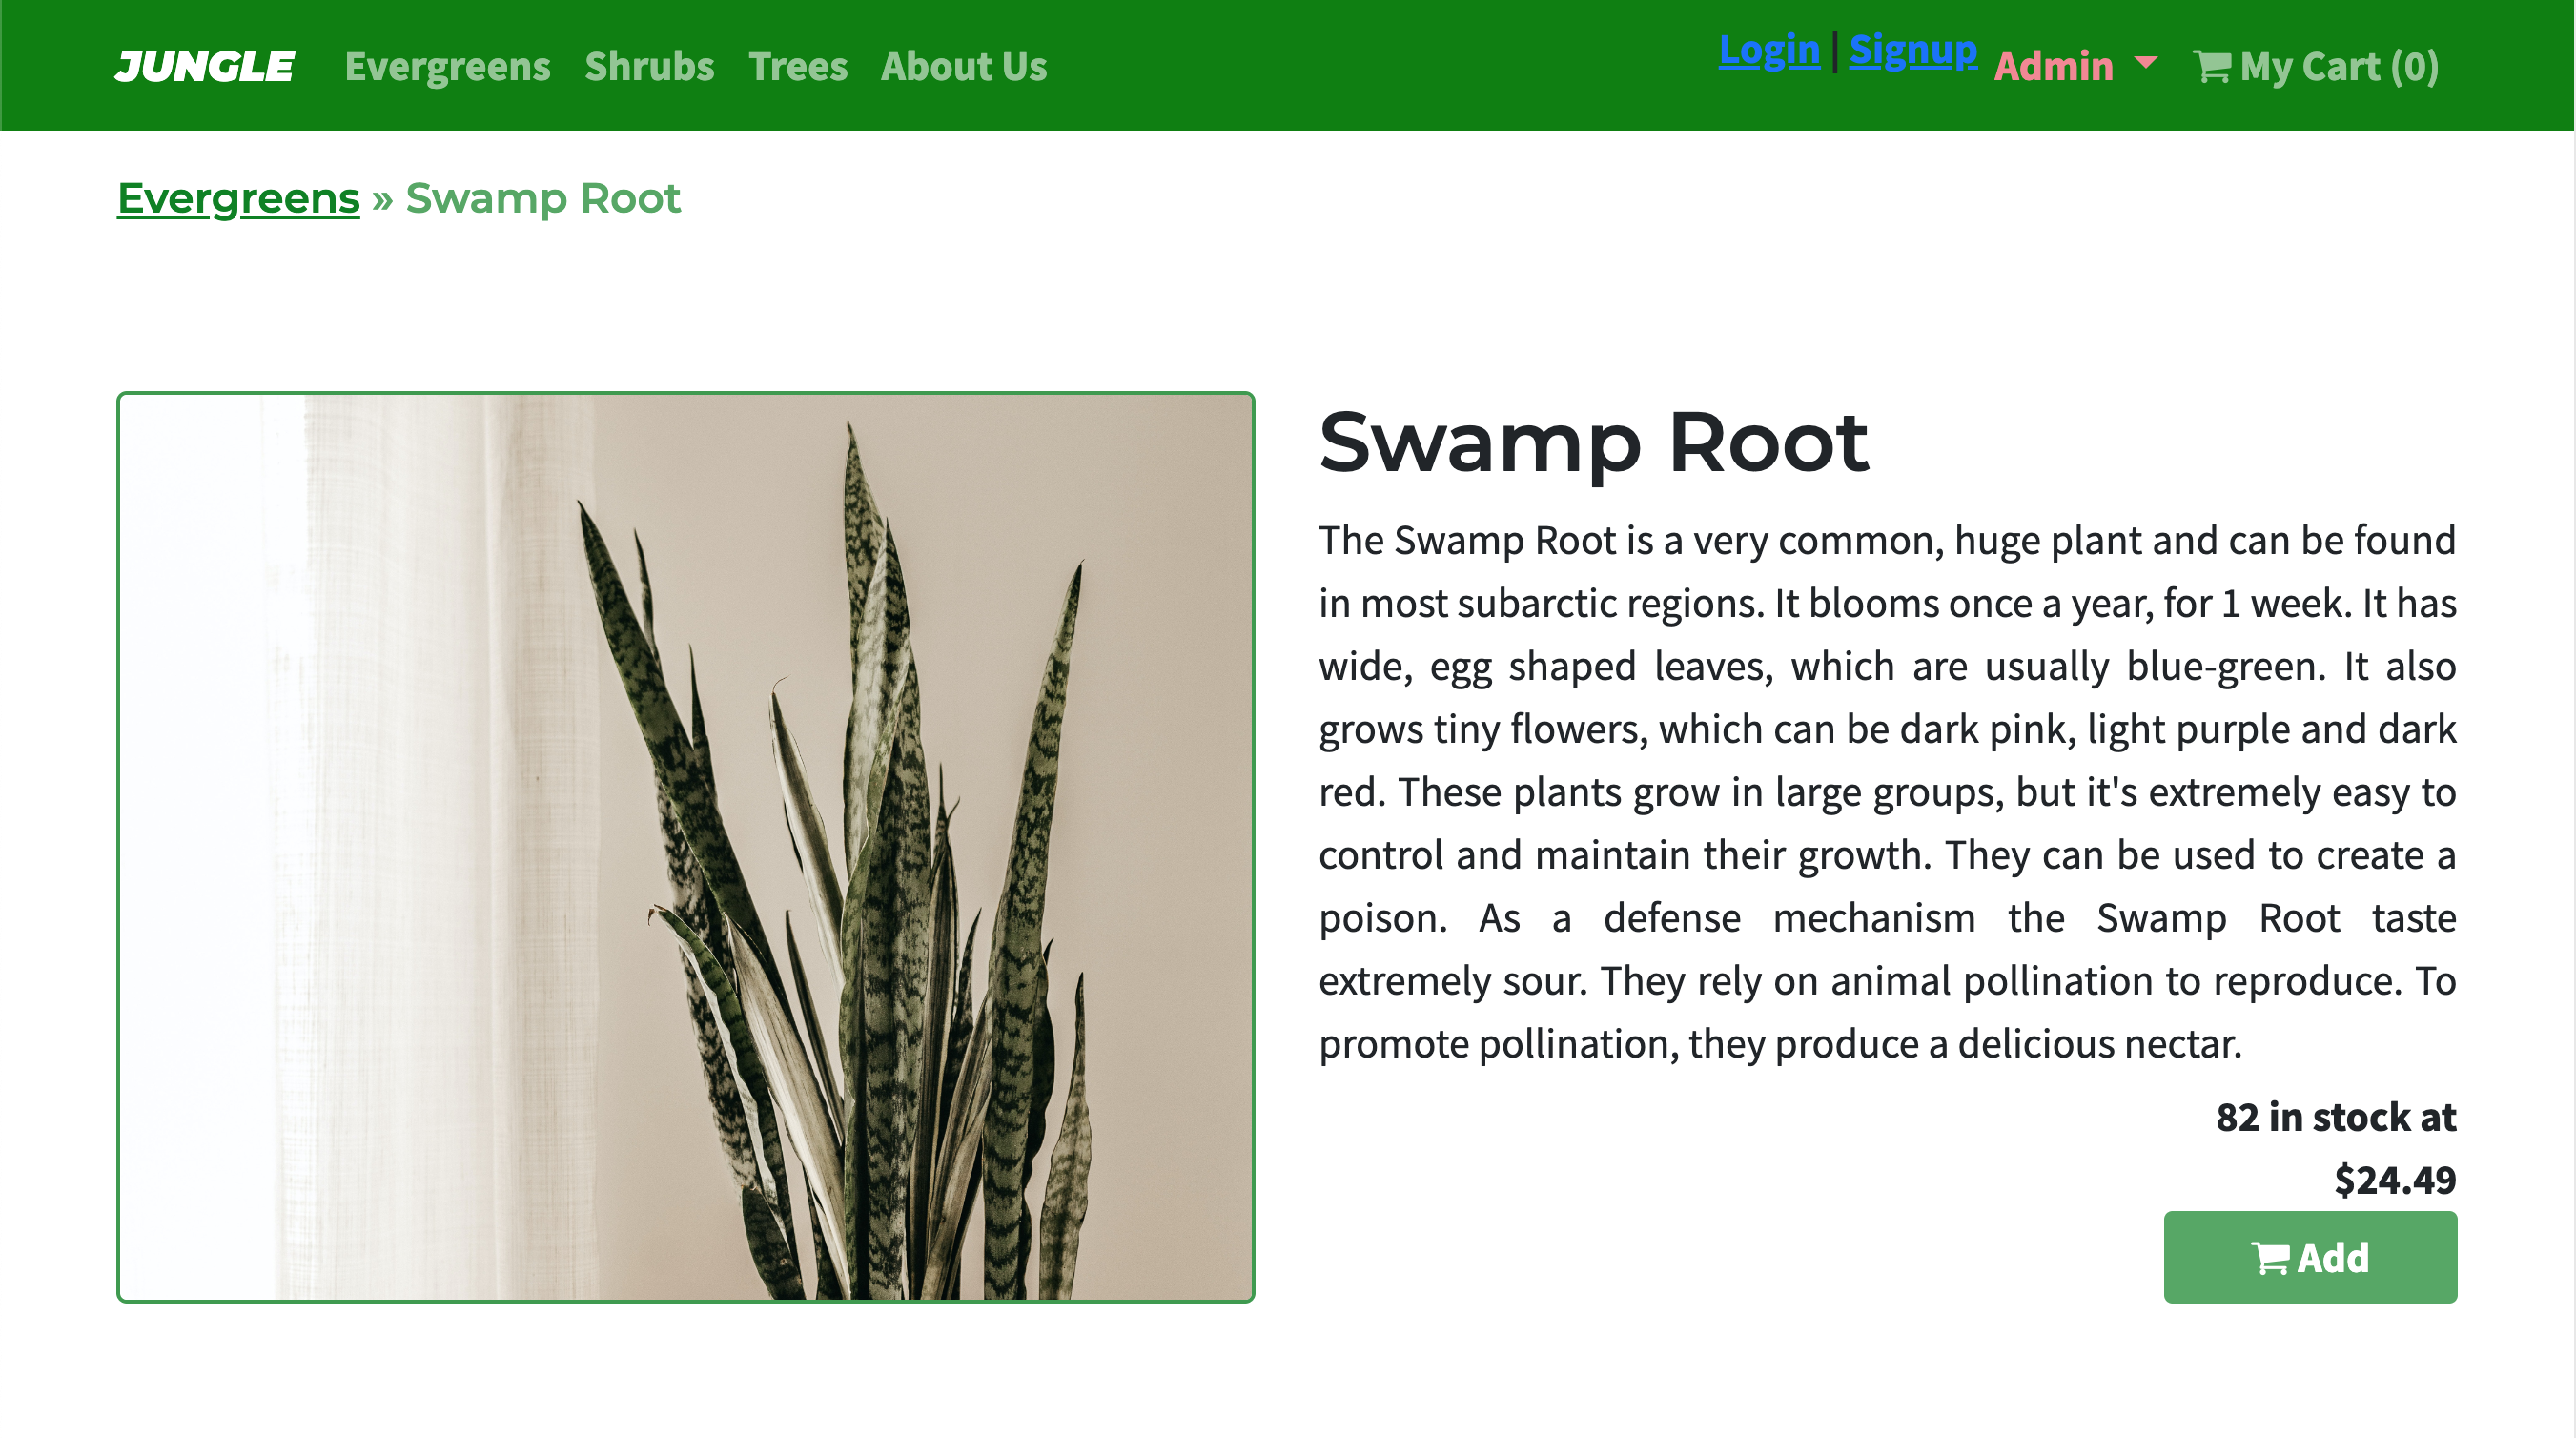 JUNGLE Evergreens Shrubs Trees About Us Login | Signup Admin My Cart (0)
Evergreens » Swamp Root
Swamp Root
The Swamp Root is a very common, huge plant and can be found
in most subarctic regions. It blooms once a year, for 1 week. It has
wide, egg shaped leaves, which are usually blue-green. It also
grows tiny flowers, which can be dark pink, light purple and dark
red. These plants grow in large groups, but it's extremely easy to
control and maintain their growth. They can be used to create a
poison. As a defense mechanism the Swamp Root taste
extremely sour. They rely on animal pollination to reproduce. To
promote pollination, they produce a delicious nectar.
82 in stock at
$24.49
Add